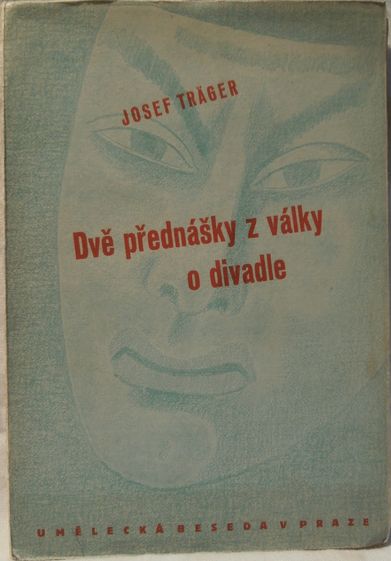 JOSEF TRÄGER
Dvě přednášky z války
o divadle
UMĚLECKÁ BESEDA V PRAZE